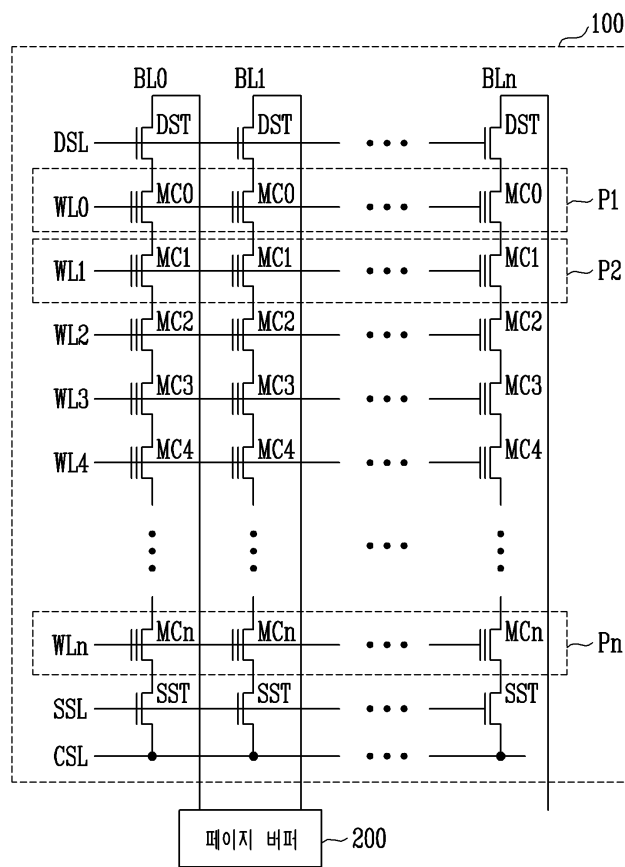 100
BL0 BL1 BLn
DSL DST DST DST
WL0 MC0 MC0 MC0 P1
WL1 MC1 MC1 MC1 P2
WL2 MC2 MC2 MC2
WL3 MC3 MC3 MC3
WL4 MC4 MC4 MC4
WLn MCn MCn MCn Pn
SSL SST SST SST
CSL
페이지 버퍼 200